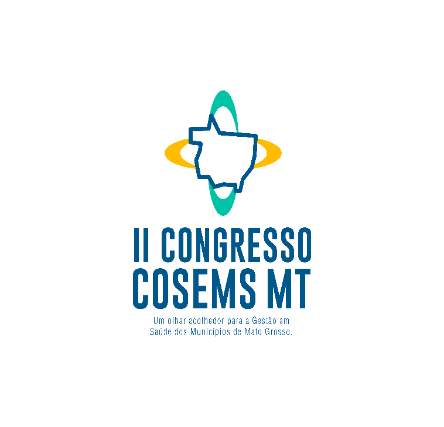 II CONGRESSO
COSEMS MT
Um olhar acolhedor para a Gestão em
Saúde dos Municípios de Mato Grosso.